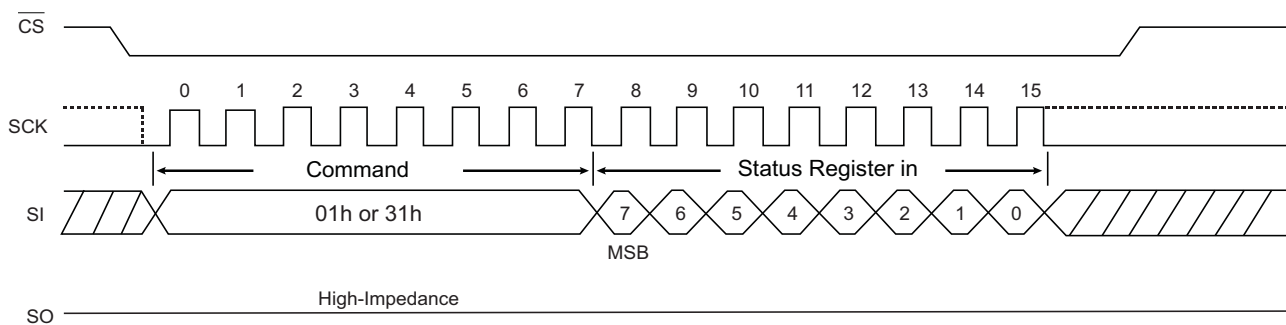 CS
0 1 2 3 4 5 6 7 8 9 10 11 12 13 14 15
SCK
Command Status Register in
SI 01h or 31h 7 6 5 4 3 2 1 0
MSB
High-Impedance
SO